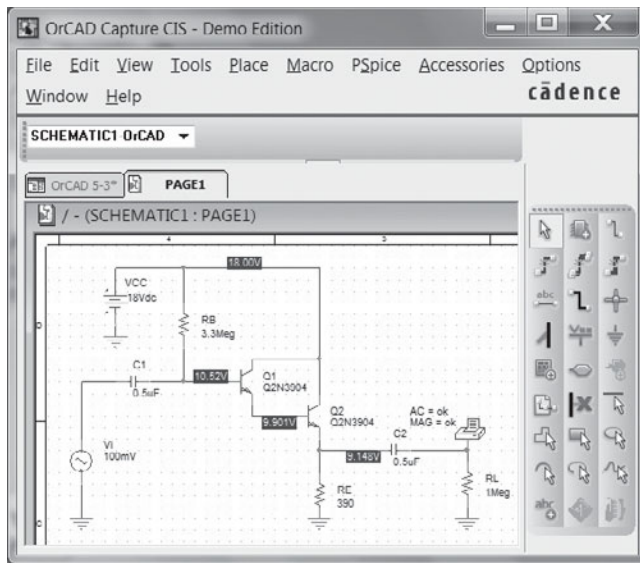 OrCAD Capture CIS - Demo Edition
File Edit View Tools Place Macro PSpice Accessories Options
Window Help
cādence
SCHEMATIC1 OrCAD
OrCAD 5-3*
PAGE1
/ - (SCHEMATIC1 : PAGE1)
4
3
18.00V
VCC
18Vdc
RB
3.3Meg
C1
0.5uF
10.52V
Q1
Q2N3904
9.901V
Q2
Q2N3904
AC = ok
MAG = ok
C2
0.5uF
9.148V
VI
100mV
RE
390
RL
1Meg
D
C
abc
abc